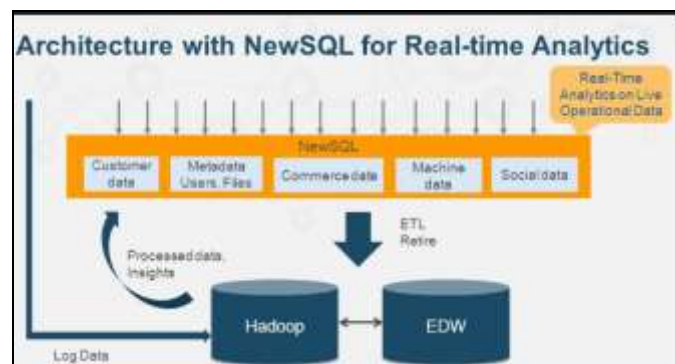 Architecture with NewSQL for Real-time Analytics
Real-Time
Analytics on Live
Operational Data
NewSQL
Customer
data
Metadata
Users, Files
Commerce data
Machine
data
Social data
ETL
Retire
Processed data,
Insights
Hadoop
EDW
Log Data